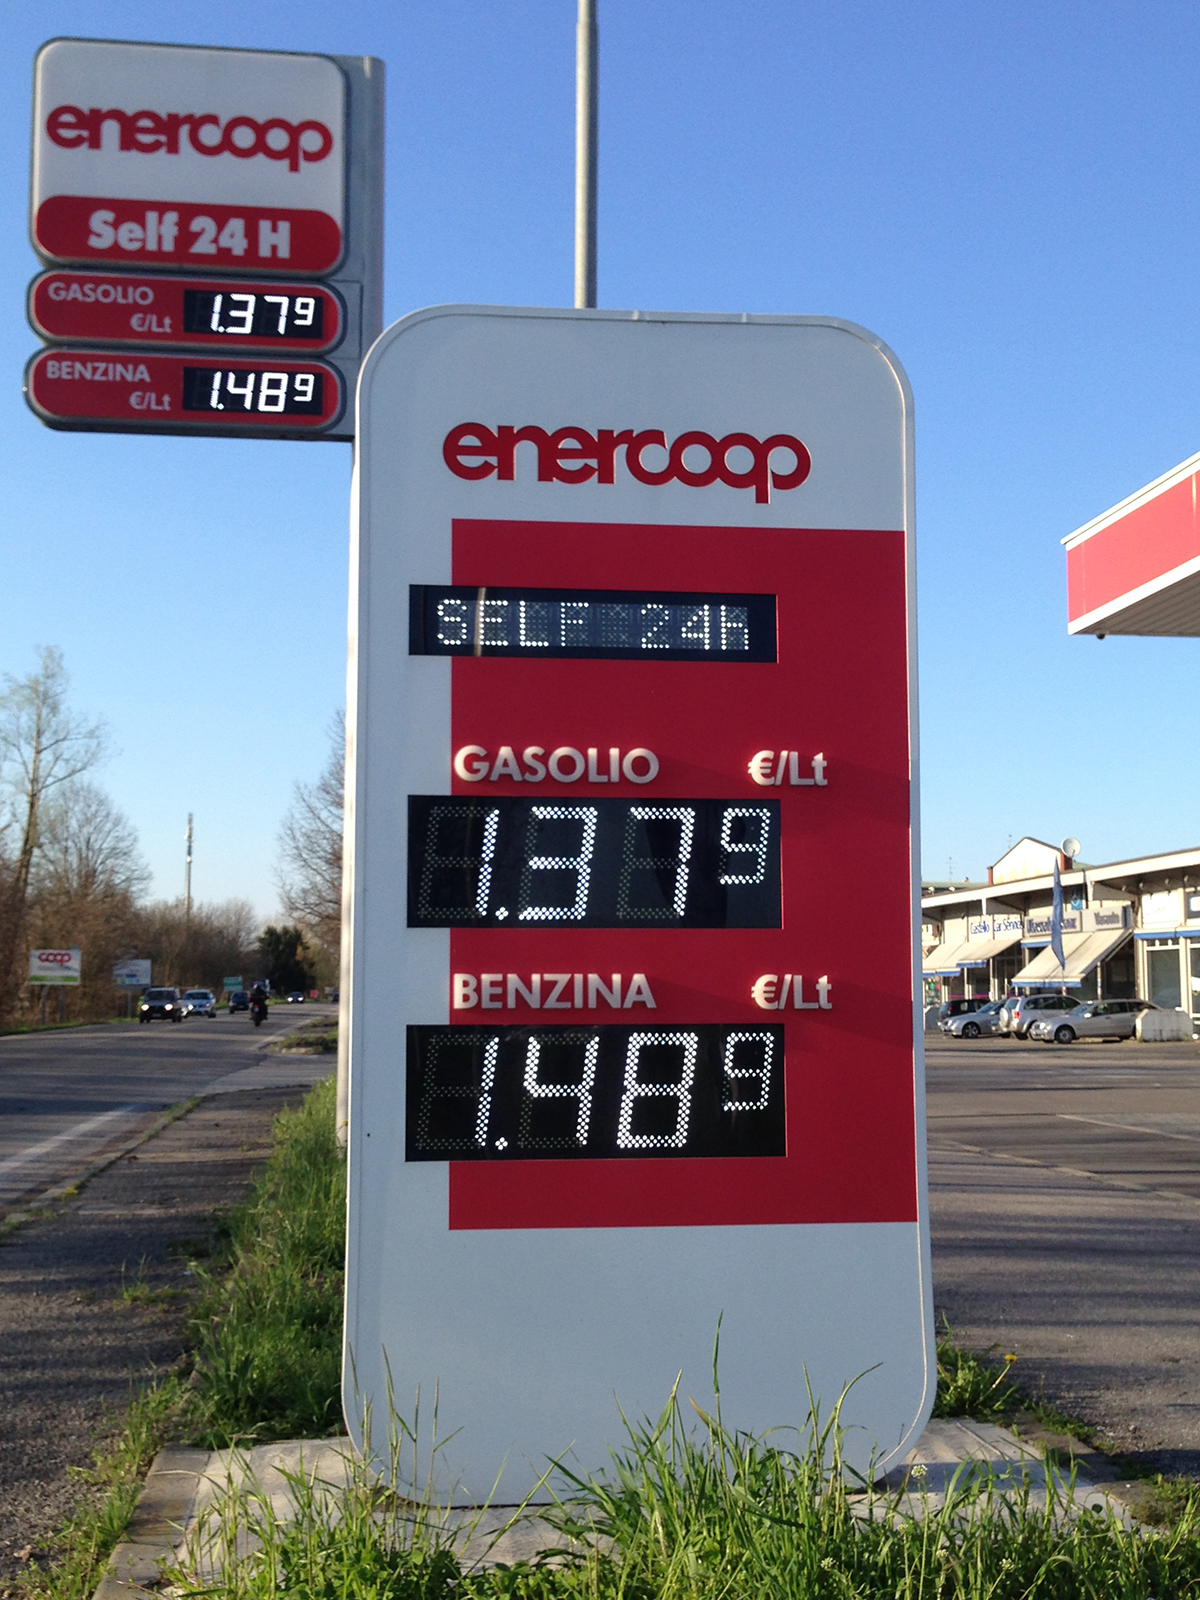 enercoop
Self 24 H
GASOLIO
€/Lt
1.379
BENZINA
€/Lt
1.489
enercoop
SELF 24h
GASOLIO €/Lt
1.379
BENZINA €/Lt
1.489
coop